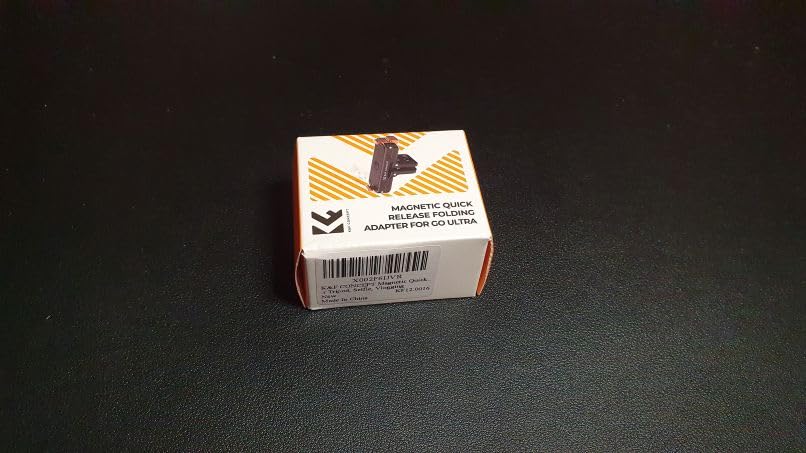 K&F CONCEPT
MAGNETIC QUICK
RELEASE FOLDING
ADAPTER FOR GO ULTRA
K&F CONCEPT Magnetic Quick...
/ Tripod, Selfie, Vlogging
New KF12.0016
Made In China